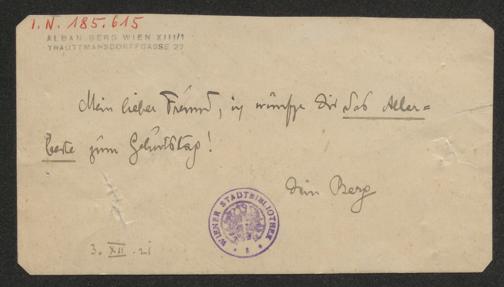 I.N. 185.615
ALBAN BERG WIEN XIII/1
TRAUTTMANSDORFFGASSE 27
Mein lieber Freund, ich wünsche Dir das Aller=
beste zum Geburtstag!
Dein Berg
WIENER STADTBIBLIOTHEK
3. XII. 21